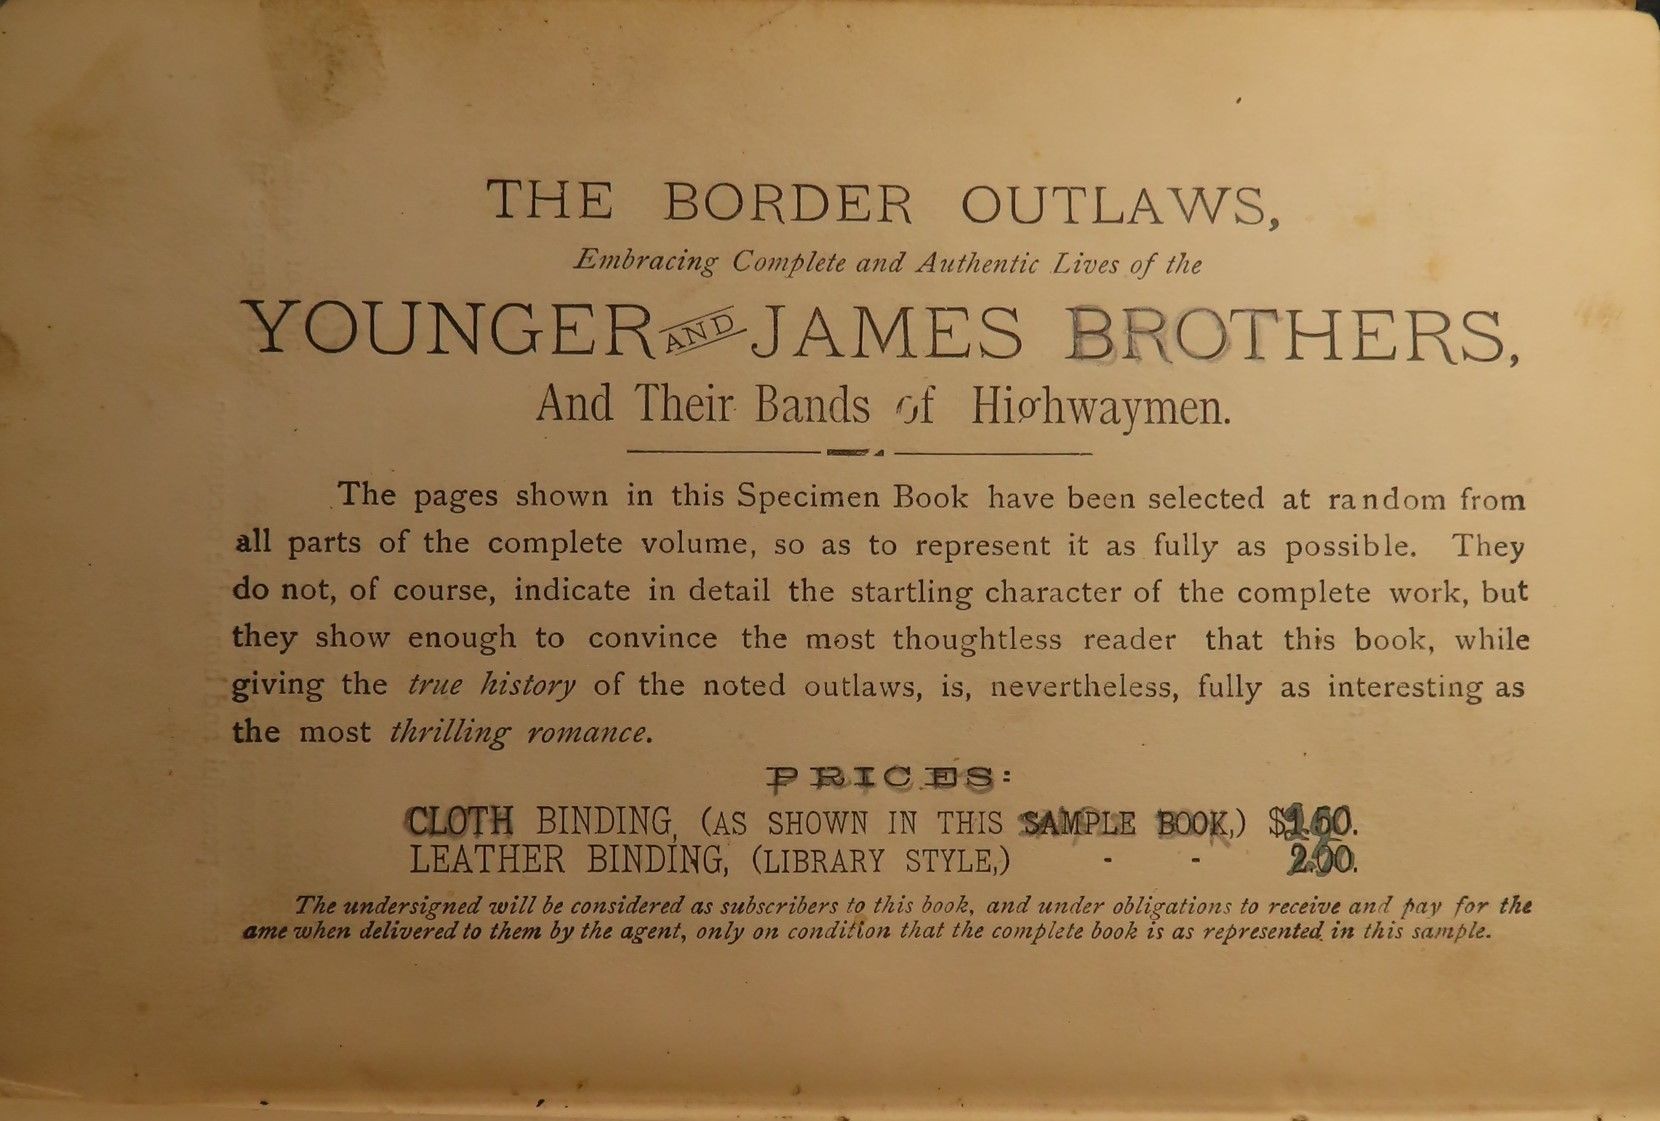 THE BORDER OUTLAWS,
Embracing Complete and Authentic Lives of the
YOUNGER AND JAMES BROTHERS,
And Their Bands of Highwaymen.
The pages shown in this Specimen Book have been selected at random from
all parts of the complete volume, so as to represent it as fully as possible. They
do not, of course, indicate in detail the startling character of the complete work, but
they show enough to convince the most thoughtless reader that this book, while
giving the true history of the noted outlaws, is, nevertheless, fully as interesting as
the most thrilling romance.
PRICES:
CLOTH BINDING, (AS SHOWN IN THIS SAMPLE BOOK,) $1.50.
LEATHER BINDING, (LIBRARY STYLE,) - - 2.00.
The undersigned will be considered as subscribers to this book, and under obligations to receive and pay for the
ame when delivered to them by the agent, only on condition that the complete book is as represented in this sample.